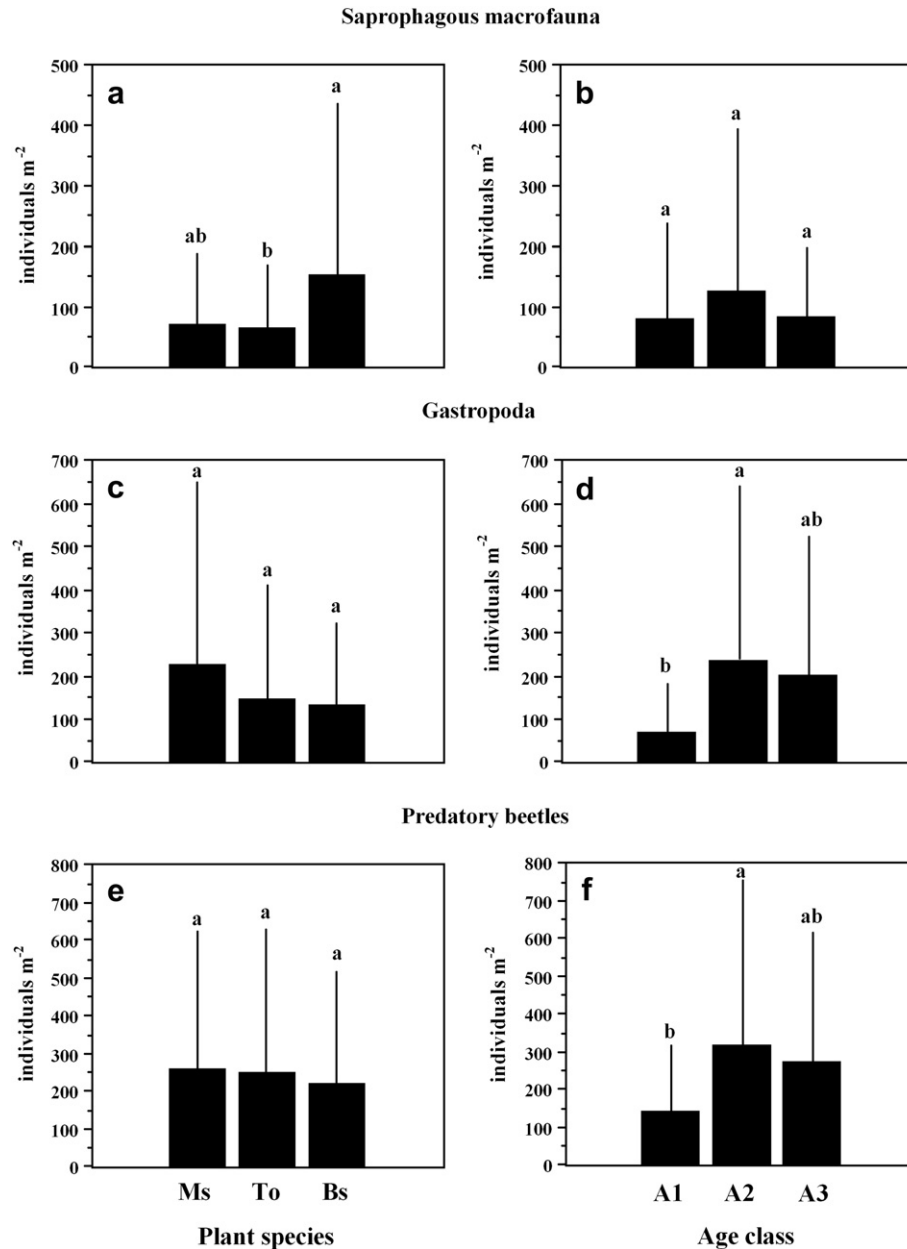 Saprophagous macrofauna
a
b
individuals m⁻²
500
400
300
200
100
0
ab
b
a
individuals m⁻²
500
400
300
200
100
0
a
a
a
Gastropoda
c
d
individuals m⁻²
700
600
500
400
300
200
100
0
a
a
a
individuals m⁻²
700
600
500
400
300
200
100
0
b
a
ab
Predatory beetles
e
f
individuals m⁻²
800
700
600
500
400
300
200
100
0
a
a
a
individuals m⁻²
800
700
600
500
400
300
200
100
0
b
a
ab
Ms To Bs
A1 A2 A3
Plant species
Age class